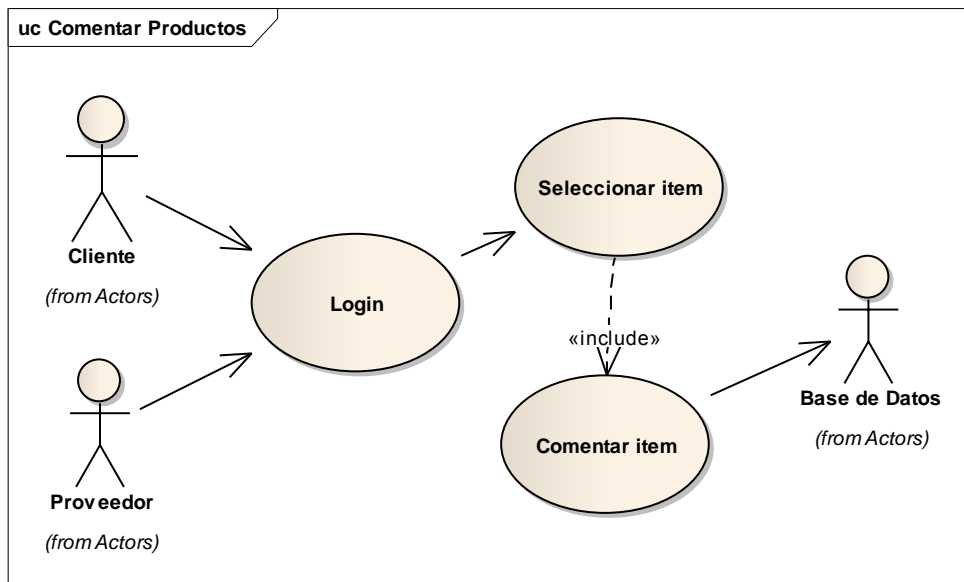 uc Comentar Productos
Cliente
(from Actors)
Seleccionar item
Login
«include»
Base de Datos
(from Actors)
Comentar item
Proveedor
(from Actors)